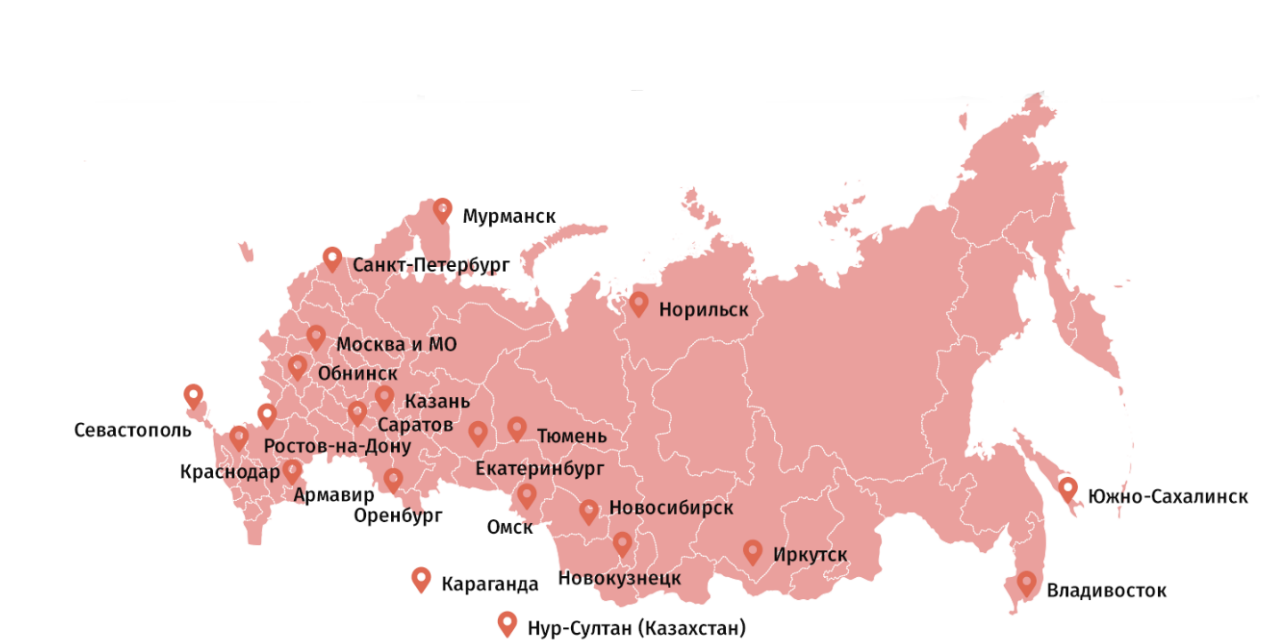 Мурманск
Санкт-Петербург
Норильск
Москва и МО
Обнинск
Казань
Саратов
Севастополь
Тюмень
Ростов-на-Дону
Екатеринбург
Краснодар
Армавир
Южно-Сахалинск
Новосибирск
Оренбург
Омск
Иркутск
Новокузнецк
Караганда
Владивосток
Нур-Султан (Казахстан)